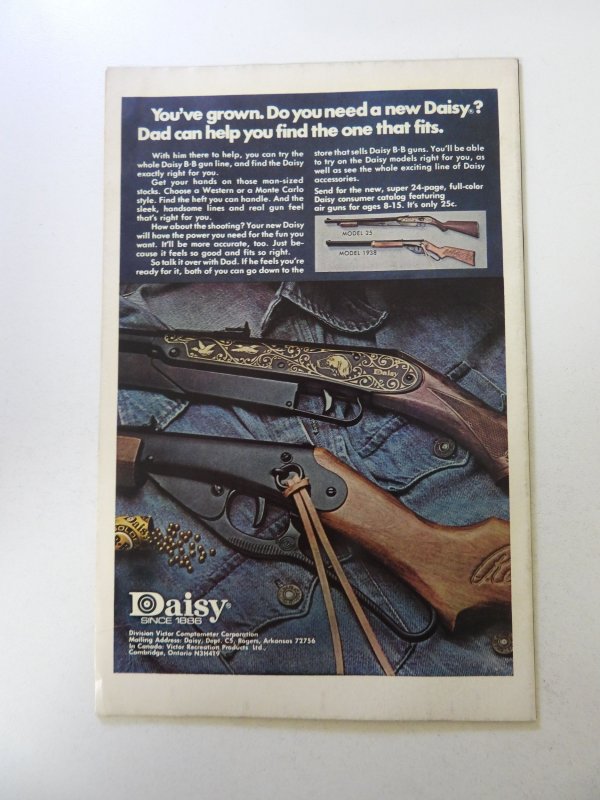 You've grown. Do you need a new Daisy®?
Dad can help you find the one that fits.
With him there to help, you can try the
whole Daisy B·B gun line, and find the Daisy
exactly right for you.
Get your hands on those man-sized
stocks. Choose a Western or a Monte Carlo
style. Find the heft you can handle. And the
sleek, handsome lines and real gun feel
that's right for you.
How about the shooting? Your new Daisy
will have the power you need for the fun you
want. It'll be more accurate, too. Just be-
cause it feels so good and fits so right.
So talk it over with Dad. If he feels you're
ready for it, both of you can go down to the
store that sells Daisy B·B guns. You'll be able
to try on the Daisy models right for you, as
well as see the whole exciting line of Daisy
accessories.
Send for the new, super 24-page, full-color
Daisy consumer catalog featuring
air guns for ages 8-15. It's only 25c.
MODEL 25
MODEL 1938
Daisy
Daisy®
SINCE 1886
Division Victor Comptometer Corporation
Mailing Address: Daisy, Dept. C5, Rogers, Arkansas 72756
In Canada: Victor Recreation Products Ltd.,
Cambridge, Ontario N3H4T9